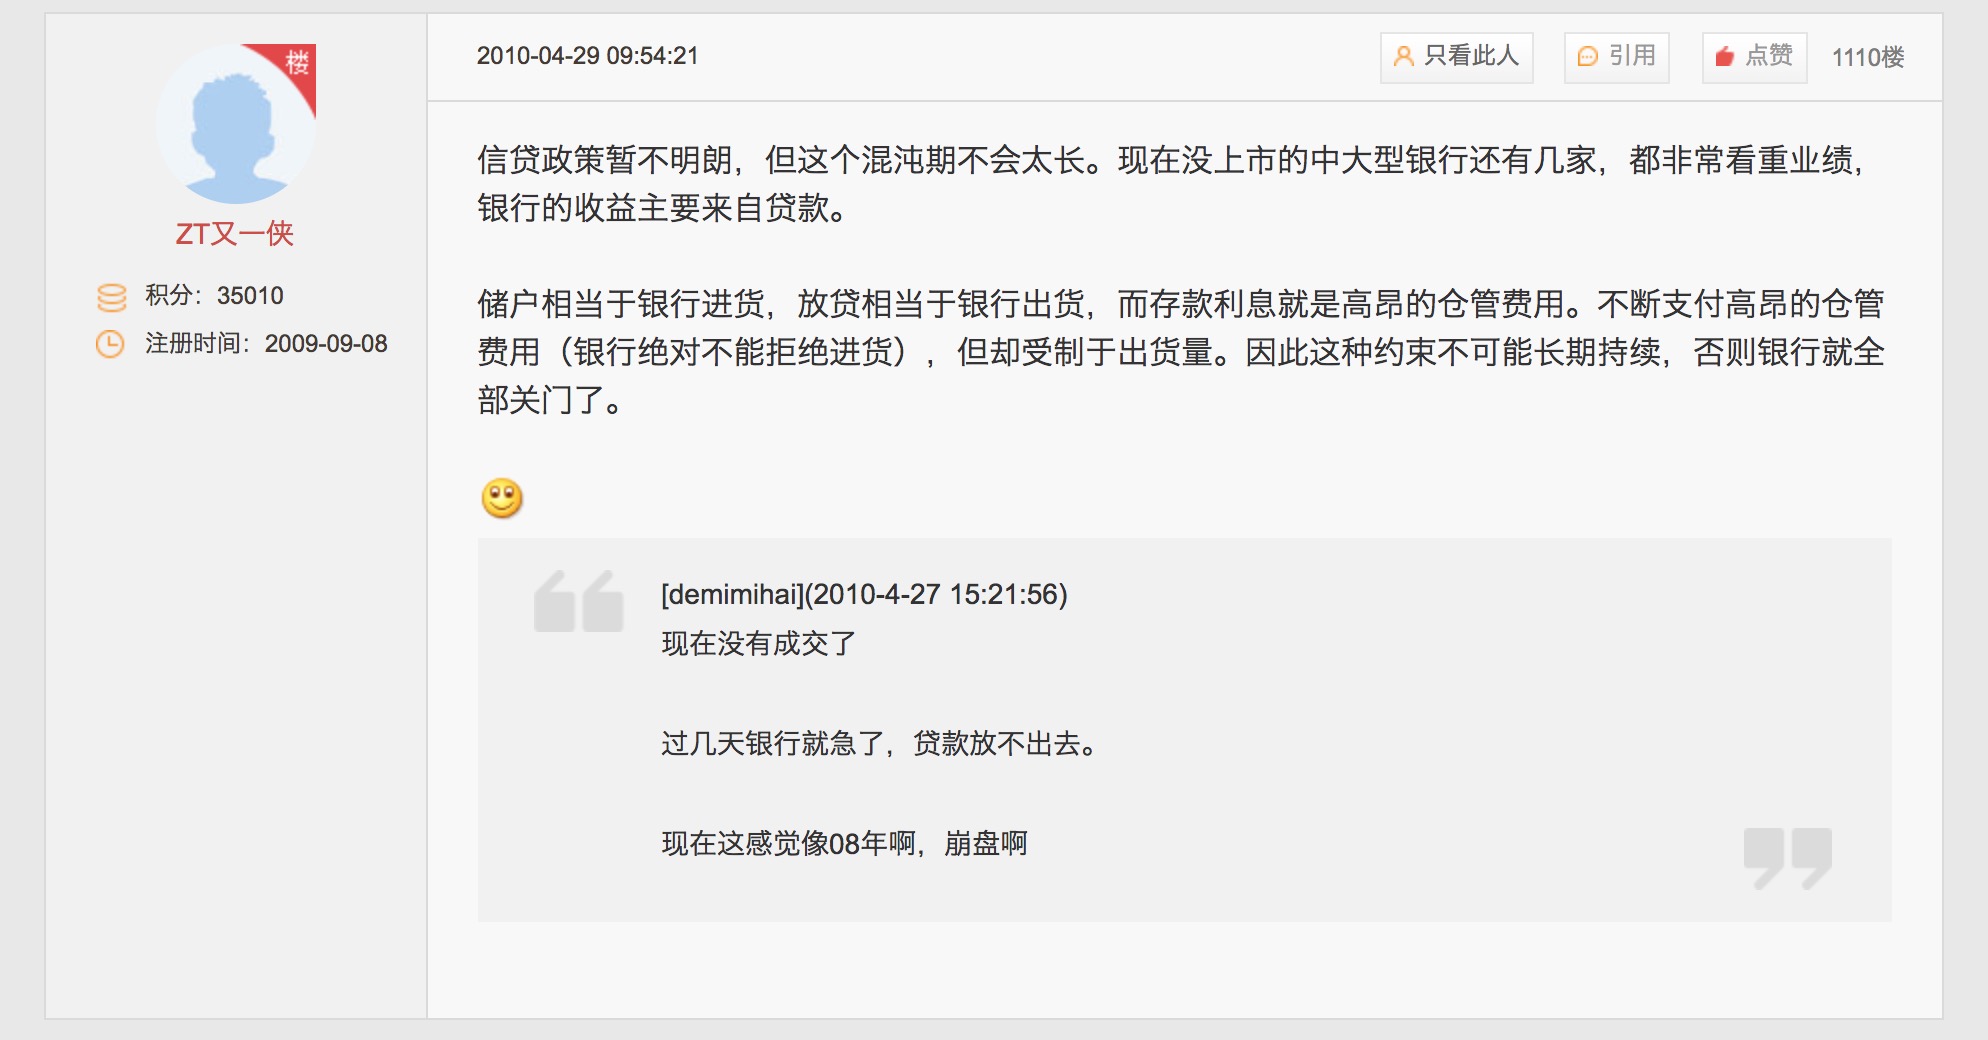 楼
ZT又一侠
积分：35010
注册时间：2009-09-08
2010-04-29 09:54:21
只看此人 引用 点赞 1110楼
信贷政策暂不明朗，但这个混沌期不会太长。现在没上市的中大型银行还有几家，都非常看重业绩，
银行的收益主要来自贷款。
储户相当于银行进货，放贷相当于银行出货，而存款利息就是高昂的仓管费用。不断支付高昂的仓管
费用（银行绝对不能拒绝进货），但却受制于出货量。因此这种约束不可能长期持续，否则银行就全
部关门了。
[demimihai](2010-4-27 15:21:56)
现在没有成交了
过几天银行就急了，贷款放不出去。
现在这感觉像08年啊，崩盘啊